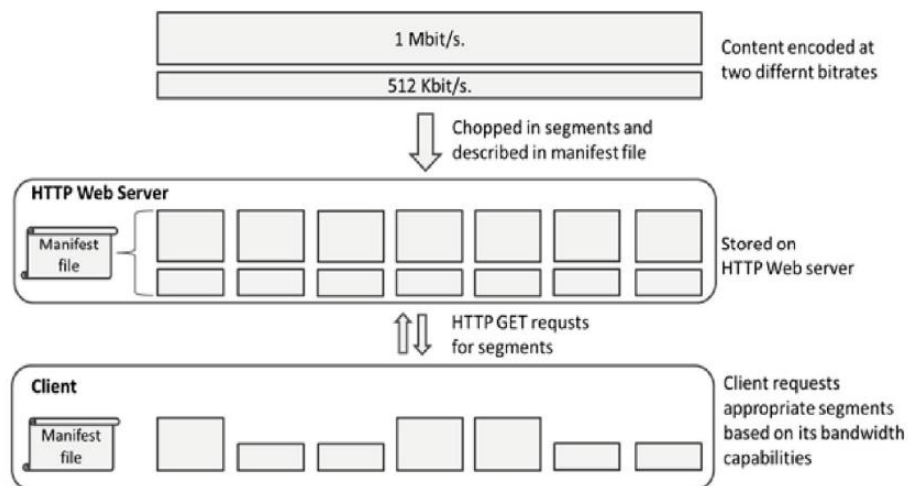 1 Mbit/s.
512 Kbit/s.
Content encoded at
two differnt bitrates
Chopped in segments and
described in manifest file
HTTP Web Server
Manifest
file
Stored on
HTTP Web server
HTTP GET requsts
for segments
Client
Manifest
file
Client requests
appropriate segments
based on its bandwidth
capabilities